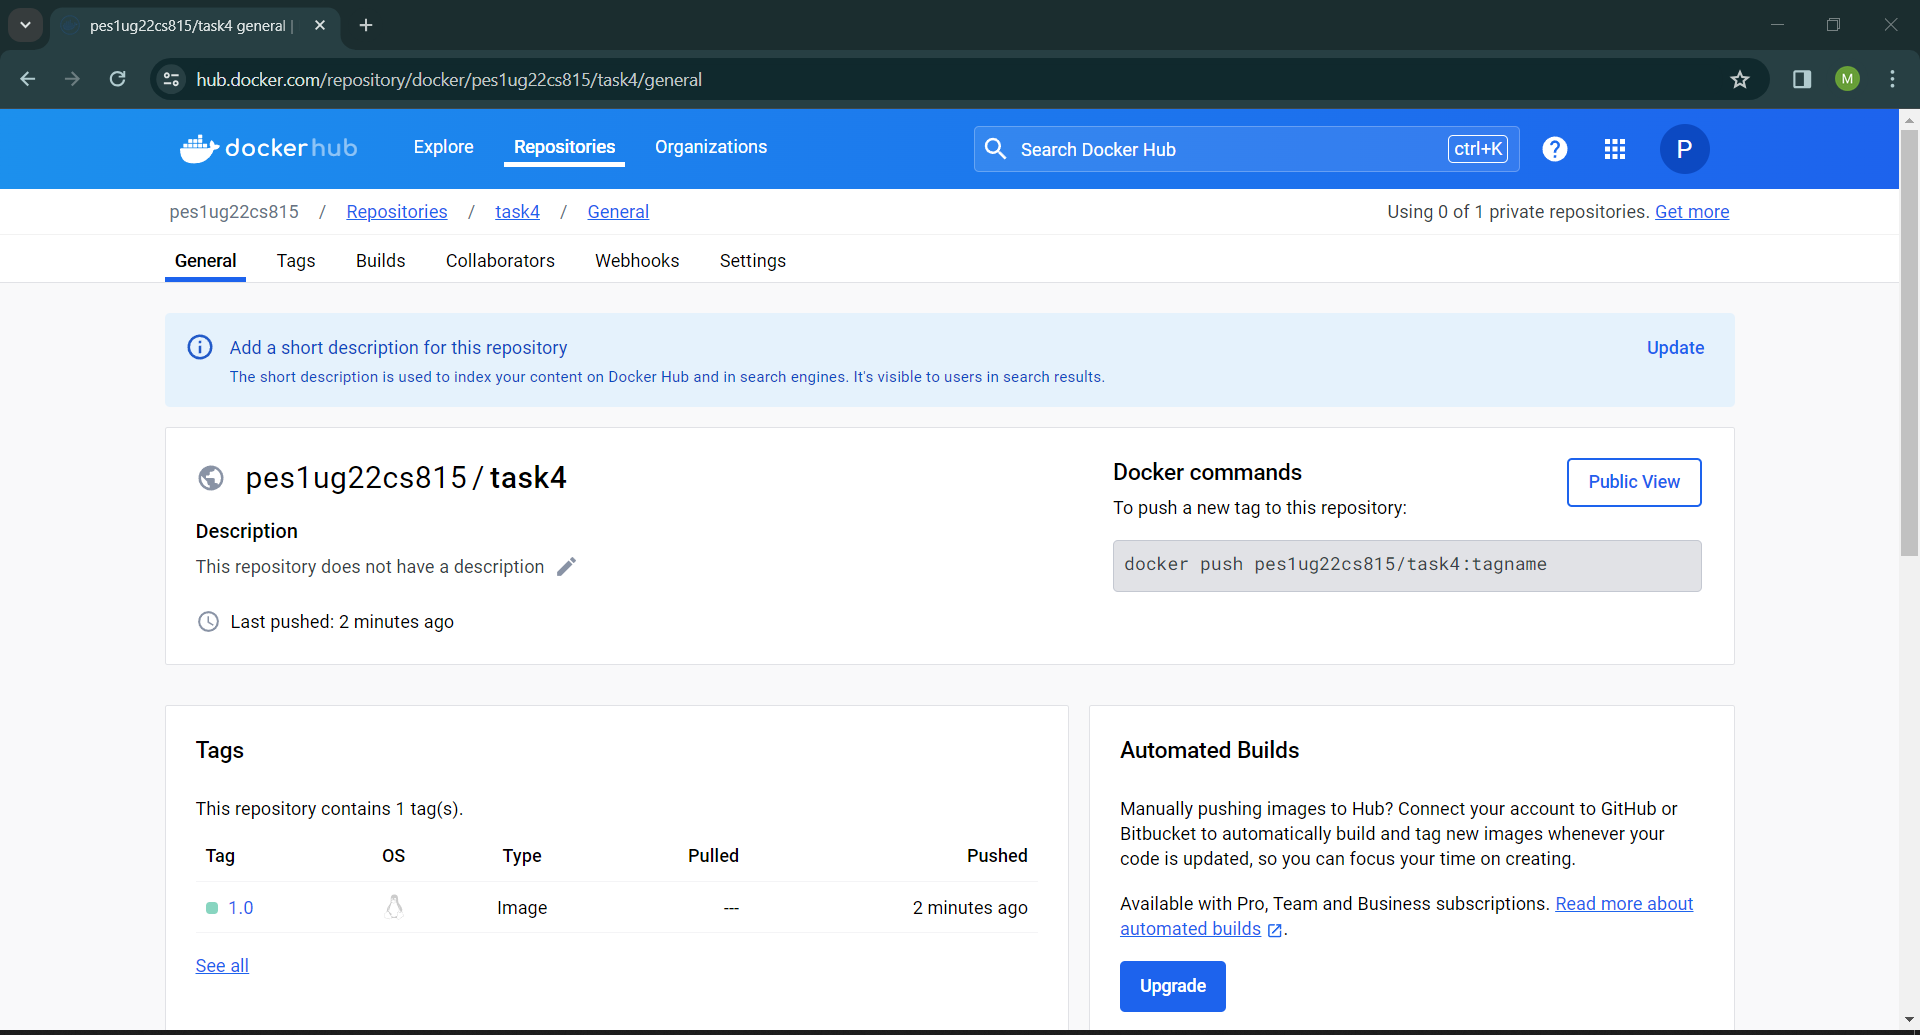 pes1ug22cs815/task4 general |
hub.docker.com/repository/docker/pes1ug22cs815/task4/general
M
dockerhub Explore Repositories Organizations Search Docker Hub ctrl+K ? P
pes1ug22cs815 / Repositories / task4 / General Using 0 of 1 private repositories. Get more
General Tags Builds Collaborators Webhooks Settings
Add a short description for this repository Update
The short description is used to index your content on Docker Hub and in search engines. It's visible to users in search results.
pes1ug22cs815 / task4
Description
This repository does not have a description
Last pushed: 2 minutes ago
Docker commands
Public View
To push a new tag to this repository:
docker push pes1ug22cs815/task4:tagname
Tags
This repository contains 1 tag(s).
Tag OS Type Pulled Pushed
1.0 Image --- 2 minutes ago
See all
Automated Builds
Manually pushing images to Hub? Connect your account to GitHub or
Bitbucket to automatically build and tag new images whenever your
code is updated, so you can focus your time on creating.
Available with Pro, Team and Business subscriptions. Read more about
automated builds.
Upgrade